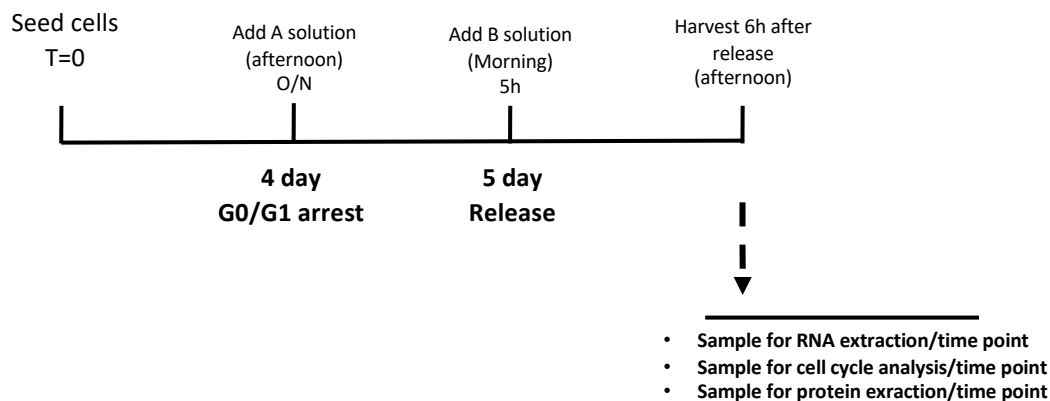 Seed cells
T=0
Add A solution
(afternoon)
O/N
Add B solution
(Morning)
5h
Harvest 6h after
release
(afternoon)
4 day
G0/G1 arrest
5 day
Release
• Sample for RNA extraction/time point
• Sample for cell cycle analysis/time point
• Sample for protein exraction/time point